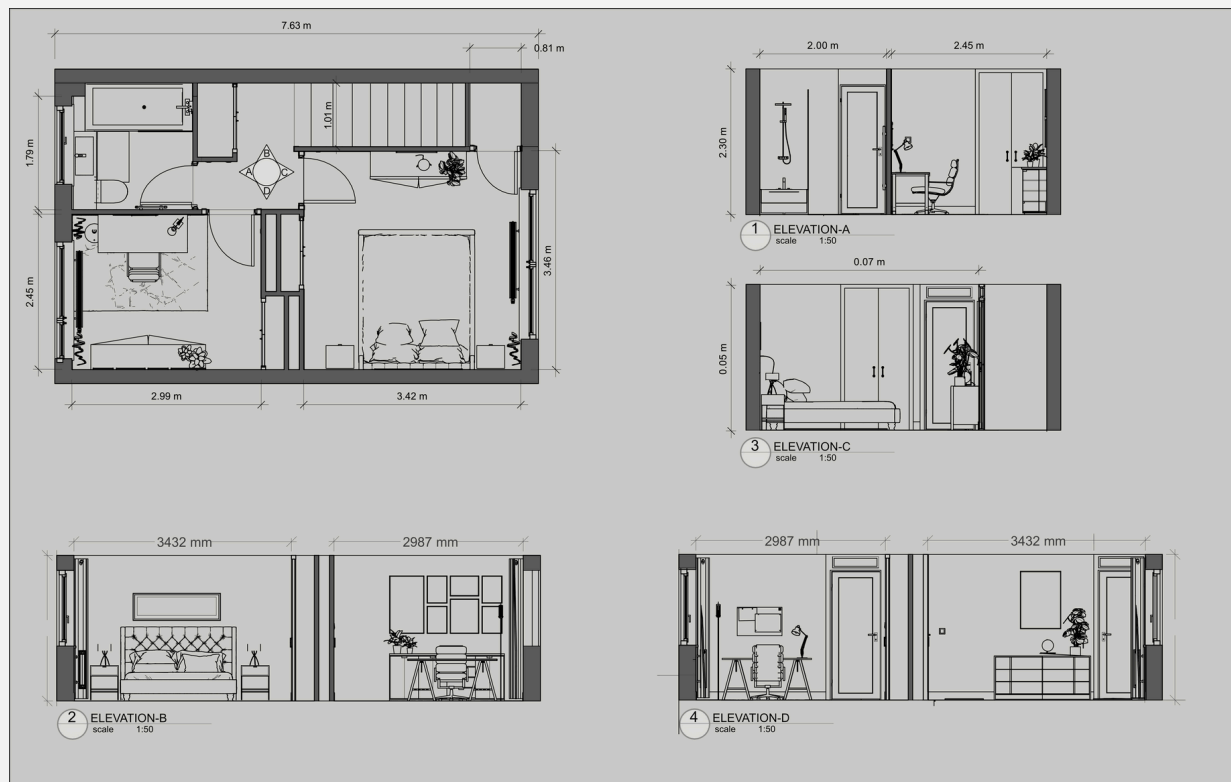 7.63 m
0.81 m
1.01 m
1.79 m
2.45 m
3.46 m
2.99 m
3.42 m
B
A
C
D
2.00 m
2.45 m
2.30 m
1
ELEVATION-A
scale 1:50
0.07 m
0.05 m
3
ELEVATION-C
scale 1:50
3432 mm
2987 mm
2
ELEVATION-B
scale 1:50
2987 mm
3432 mm
4
ELEVATION-D
scale 1:50